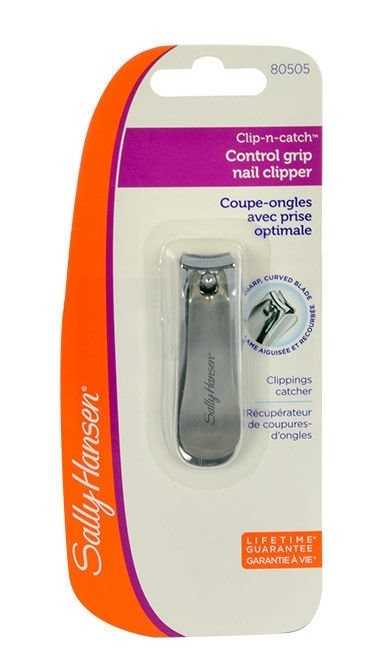 80505
Clip-n-catch™
Control grip
nail clipper
Coupe-ongles
avec prise
optimale
SHARP, CURVED BLADE
LAME AIGUISÉE ET RECOURBÉE
Clippings
catcher
Récupérateur
de coupures-
d'ongles
Sally Hansen
Sally Hansen®
LIFETIME
GUARANTEE
GARANTIE À VIE†